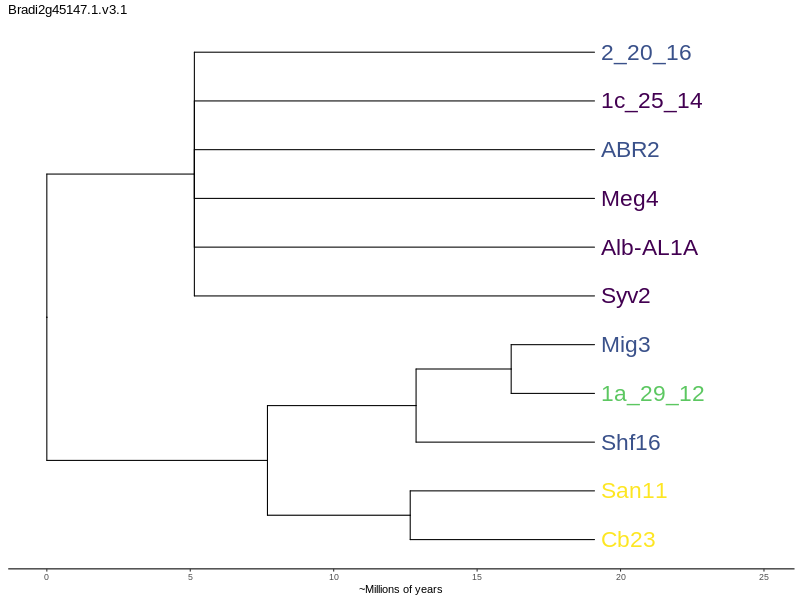 Bradi2g45147.1.v3.1
2_20_16
1c_25_14
ABR2
Meg4
Alb-AL1A
Syv2
Mig3
1a_29_12
Shf16
San11
Cb23
0 5 10 15 20 25
~Millions of years